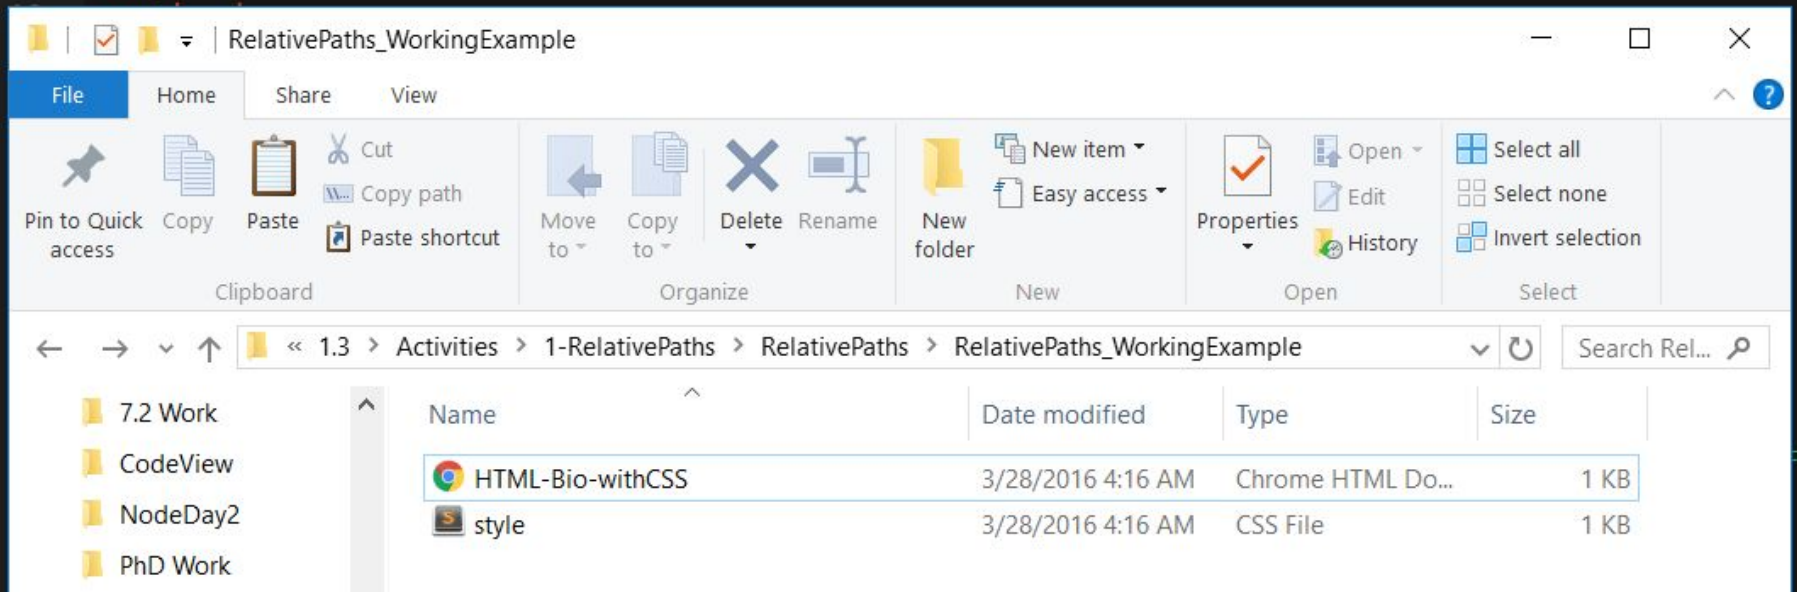 RelativePaths_WorkingExample
File Home Share View
Pin to Quick access
Copy
Paste
Cut
Copy path
Paste shortcut
Clipboard
Move to
Copy to
Delete
Rename
Organize
New folder
New item
Easy access
New
Properties
Open
Edit
History
Open
Select all
Select none
Invert selection
Select
« 1.3 > Activities > 1-RelativePaths > RelativePaths > RelativePaths_WorkingExample
Search Rel...
7.2 Work
CodeView
NodeDay2
PhD Work
Name Date modified Type Size
HTML-Bio-withCSS 3/28/2016 4:16 AM Chrome HTML Do... 1 KB
style 3/28/2016 4:16 AM CSS File 1 KB